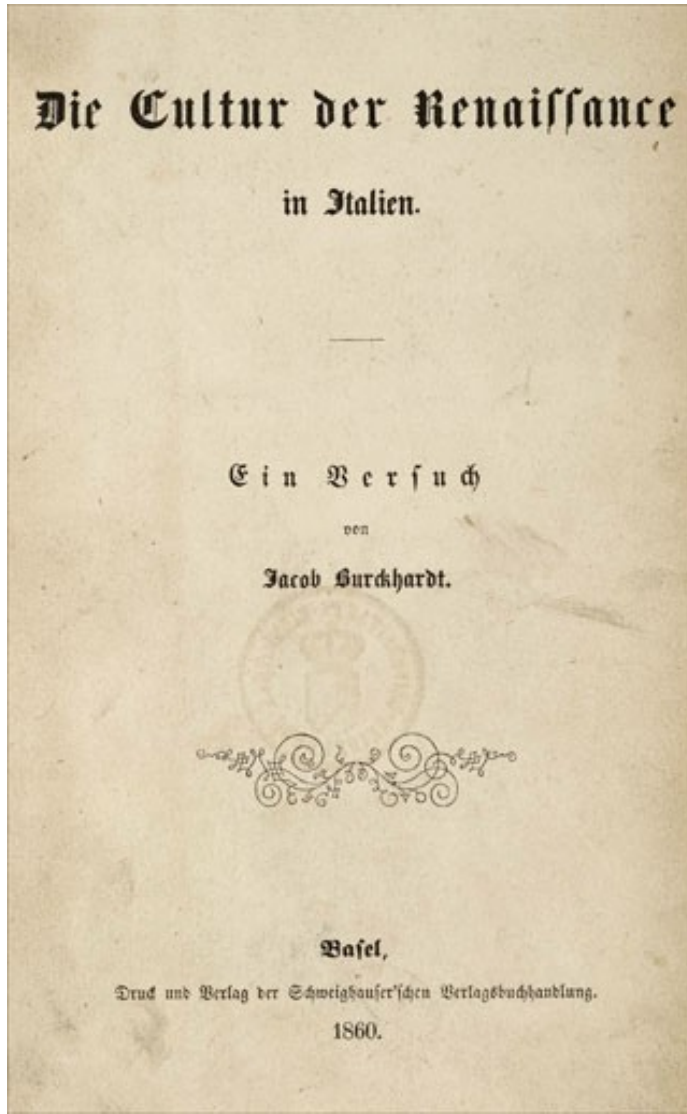 Die Cultur der Renaissance
in Italien.
Ein Versuch
von
Jacob Burckhardt.
Basel,
Druck und Verlag der Schweighauser'schen Verlagsbuchhandlung.
1860.